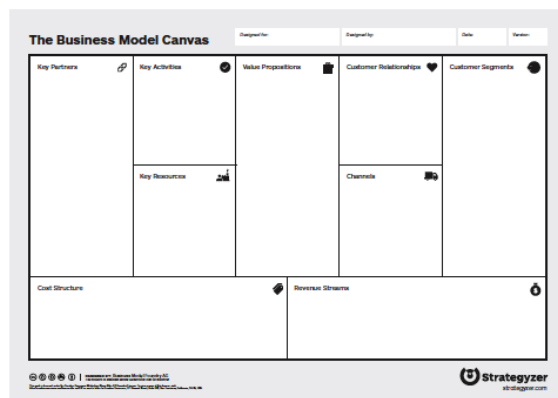 The Business Model Canvas
Designed for:
Designed by:
Date:
Version:
Key Partners
Key Activities
Value Propositions
Customer Relationships
Customer Segments
Key Resources
Channels
Cost Structure
Revenue Streams
Strategyzer
strategyzer.com